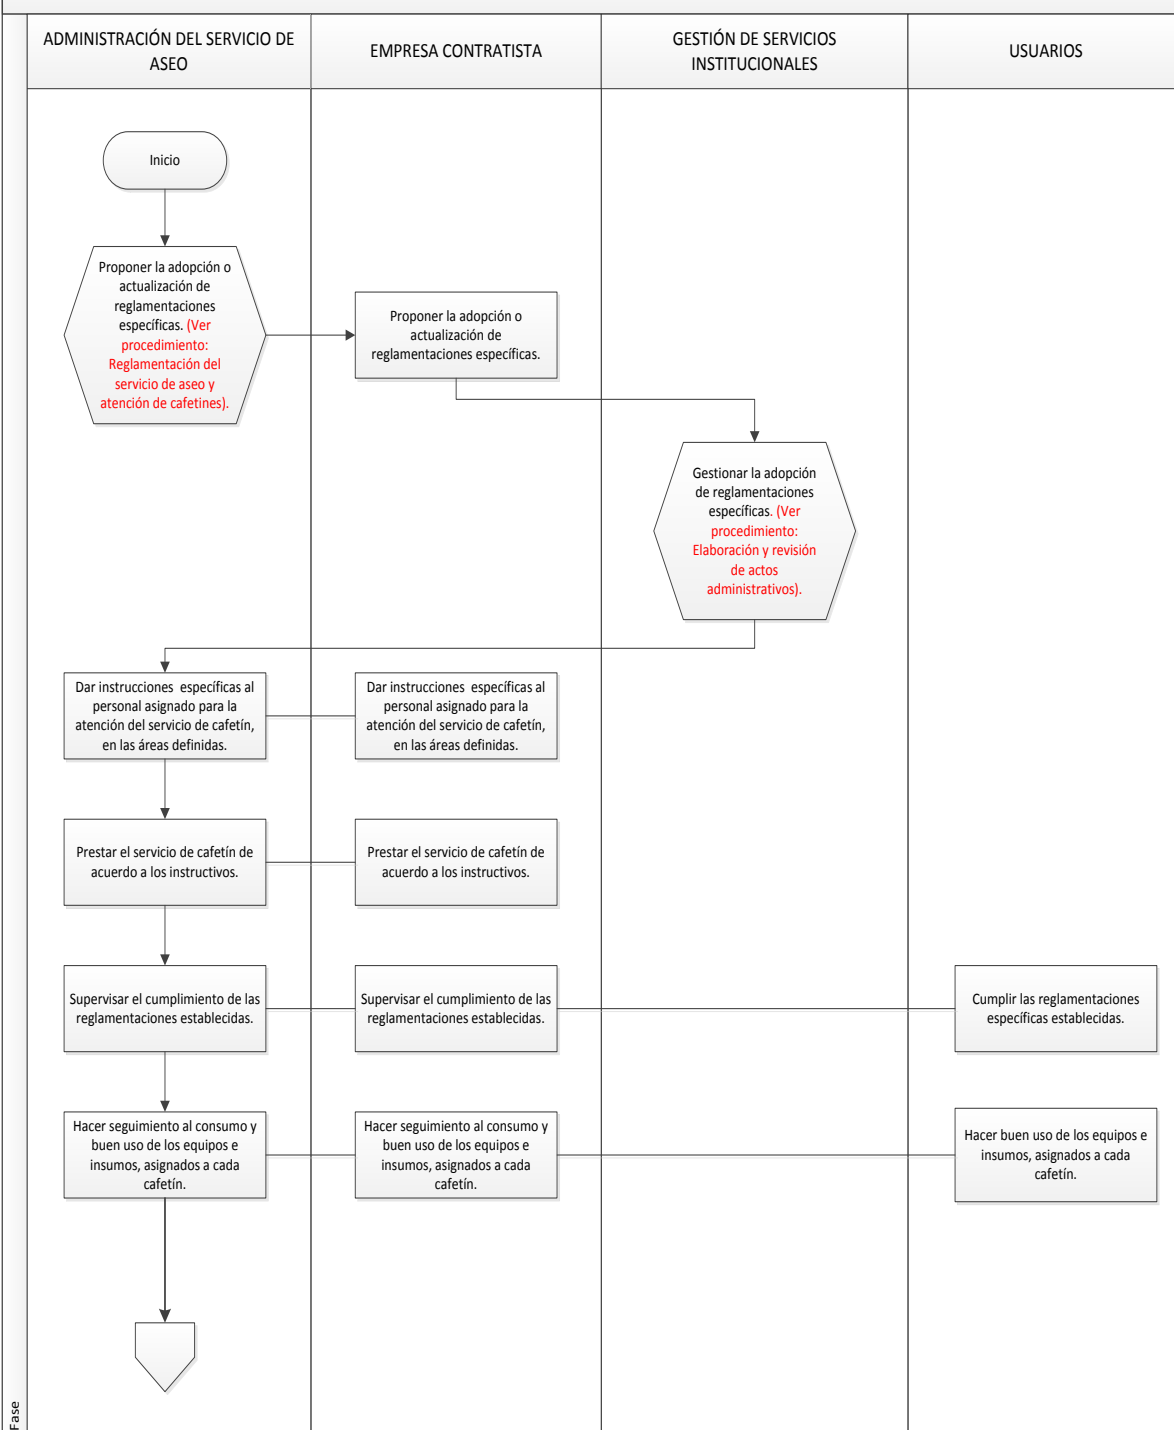 ADMINISTRACIÓN DEL SERVICIO DE
ASEO
EMPRESA CONTRATISTA
GESTIÓN DE SERVICIOS
INSTITUCIONALES
USUARIOS
Inicio
Proponer la adopción o
actualización de
reglamentaciones
específicas. (Ver
procedimiento:
Reglamentación del
servicio de aseo y
atención de cafetines).
Proponer la adopción o
actualización de
reglamentaciones específicas.
Gestionar la adopción
de reglamentaciones
específicas. (Ver
procedimiento:
Elaboración y revisión
de actos
administrativos).
Dar instrucciones específicas al
personal asignado para la
atención del servicio de cafetín,
en las áreas definidas.
Dar instrucciones específicas al
personal asignado para la
atención del servicio de cafetín,
en las áreas definidas.
Prestar el servicio de cafetín de
acuerdo a los instructivos.
Prestar el servicio de cafetín de
acuerdo a los instructivos.
Supervisar el cumplimiento de las
reglamentaciones establecidas.
Supervisar el cumplimiento de las
reglamentaciones establecidas.
Cumplir las reglamentaciones
específicas establecidas.
Hacer seguimiento al consumo y
buen uso de los equipos e
insumos, asignados a cada
cafetín.
Hacer seguimiento al consumo y
buen uso de los equipos e
insumos, asignados a cada
cafetín.
Hacer buen uso de los equipos e
insumos, asignados a cada
cafetín.
Fase